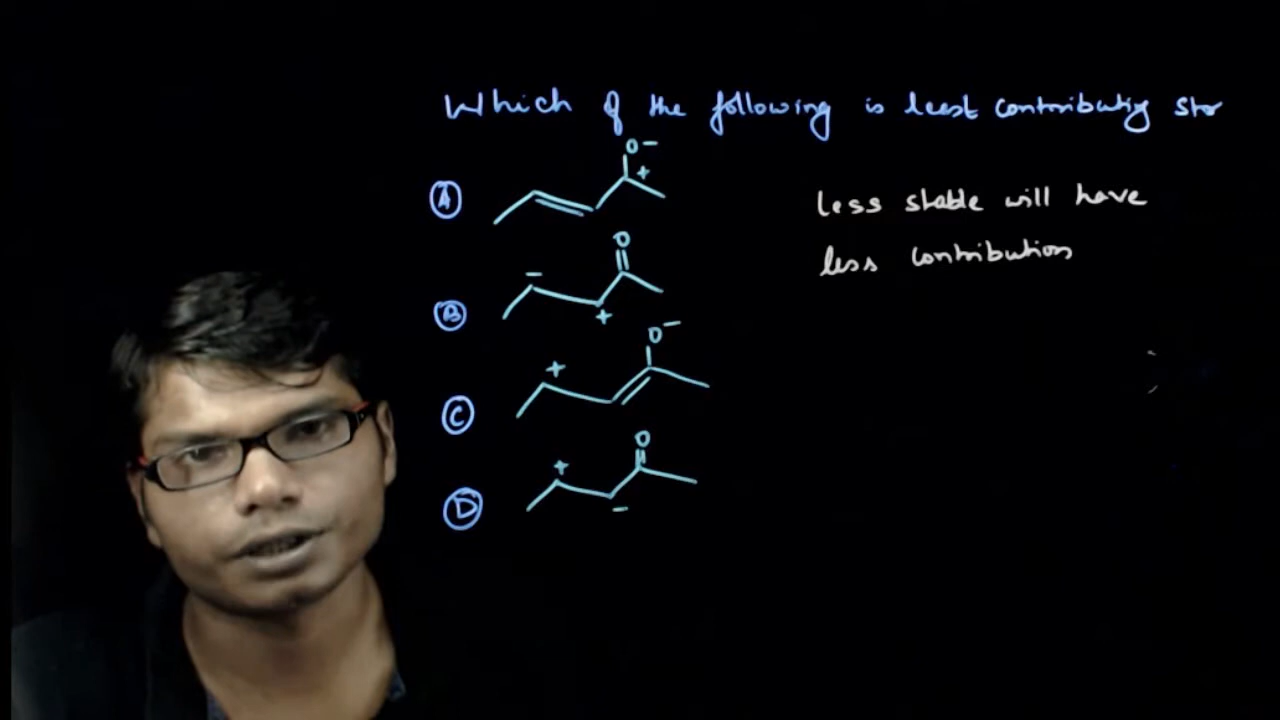 Which of the following is least contributing str
O−
+
A
O
−
+
B
less stable will have
less contribution
O−
+
C
O
+
−
D